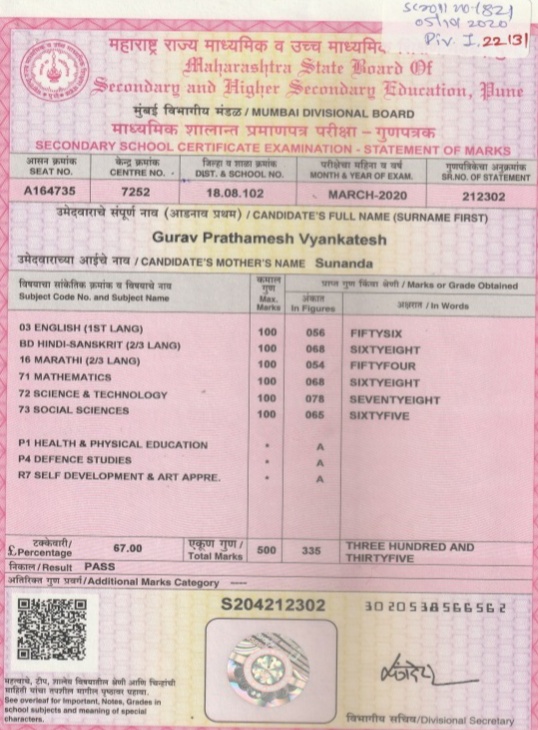 SC2011 20-(82)
05/10/2020
Div. I, 22131
महाराष्ट्र राज्य माध्यमिक व उच्च माध्यमिक
Maharashtra State Board Of
Secondary and Higher Secondary Education, Pune
मुंबई विभागीय मंडळ / MUMBAI DIVISIONAL BOARD
माध्यमिक शालान्त प्रमाणपत्र परीक्षा – गुणपत्रक
SECONDARY SCHOOL CERTIFICATE EXAMINATION - STATEMENT OF MARKS
आसन क्रमांक केन्द्र क्रमांक जिल्हा व शाळा क्रमांक परीक्षेचा महिना व वर्ष गुणपत्रिकेचा अनुक्रमांक
SEAT NO. CENTRE NO. DIST. & SCHOOL NO. MONTH & YEAR OF EXAM. SR.NO. OF STATEMENT
A164735 7252 18.08.102 MARCH-2020 212302
उमेदवाराचे संपूर्ण नाव (आडनाव प्रथम) / CANDIDATE'S FULL NAME (SURNAME FIRST)
Gurav Prathamesh Vyankatesh
उमेदवाराच्या आईचे नाव / CANDIDATE'S MOTHER'S NAME Sunanda
विषयाचा सांकेतिक क्रमांक व विषयाचे नाव
Subject Code No. and Subject Name
कमाल
गुण
Max.
Marks
प्राप्त गुण किंवा श्रेणी / Marks or Grade Obtained
अंकात
In Figures
अक्षरात / In Words
03 ENGLISH (1ST LANG) 100 056 FIFTYSIX
BD HINDI-SANSKRIT (2/3 LANG) 100 068 SIXTYEIGHT
16 MARATHI (2/3 LANG) 100 054 FIFTYFOUR
71 MATHEMATICS 100 068 SIXTYEIGHT
72 SCIENCE & TECHNOLOGY 100 078 SEVENTYEIGHT
73 SOCIAL SCIENCES 100 065 SIXTYFIVE
P1 HEALTH & PHYSICAL EDUCATION * A
P4 DEFENCE STUDIES * A
R7 SELF DEVELOPMENT & ART APPRE. * A
टक्केवारी/
£Percentage 67.00 एकूण गुण/
Total Marks 500 335 THREE HUNDRED AND
THIRTYFIVE
निकाल/Result PASS
अतिरिक्त गुण प्रवर्ग/Additional Marks Category ----
S204212302 3020538566562
महत्वाचे, टीप, शालेय विषयातील श्रेणी आणि चिन्हांची
माहिती यांचा तपशील मागील पृष्ठावर पहावा.
See overleaf for Important, Notes, Grades in
school subjects and meaning of special
characters.
विभागीय सचिव/Divisional Secretary